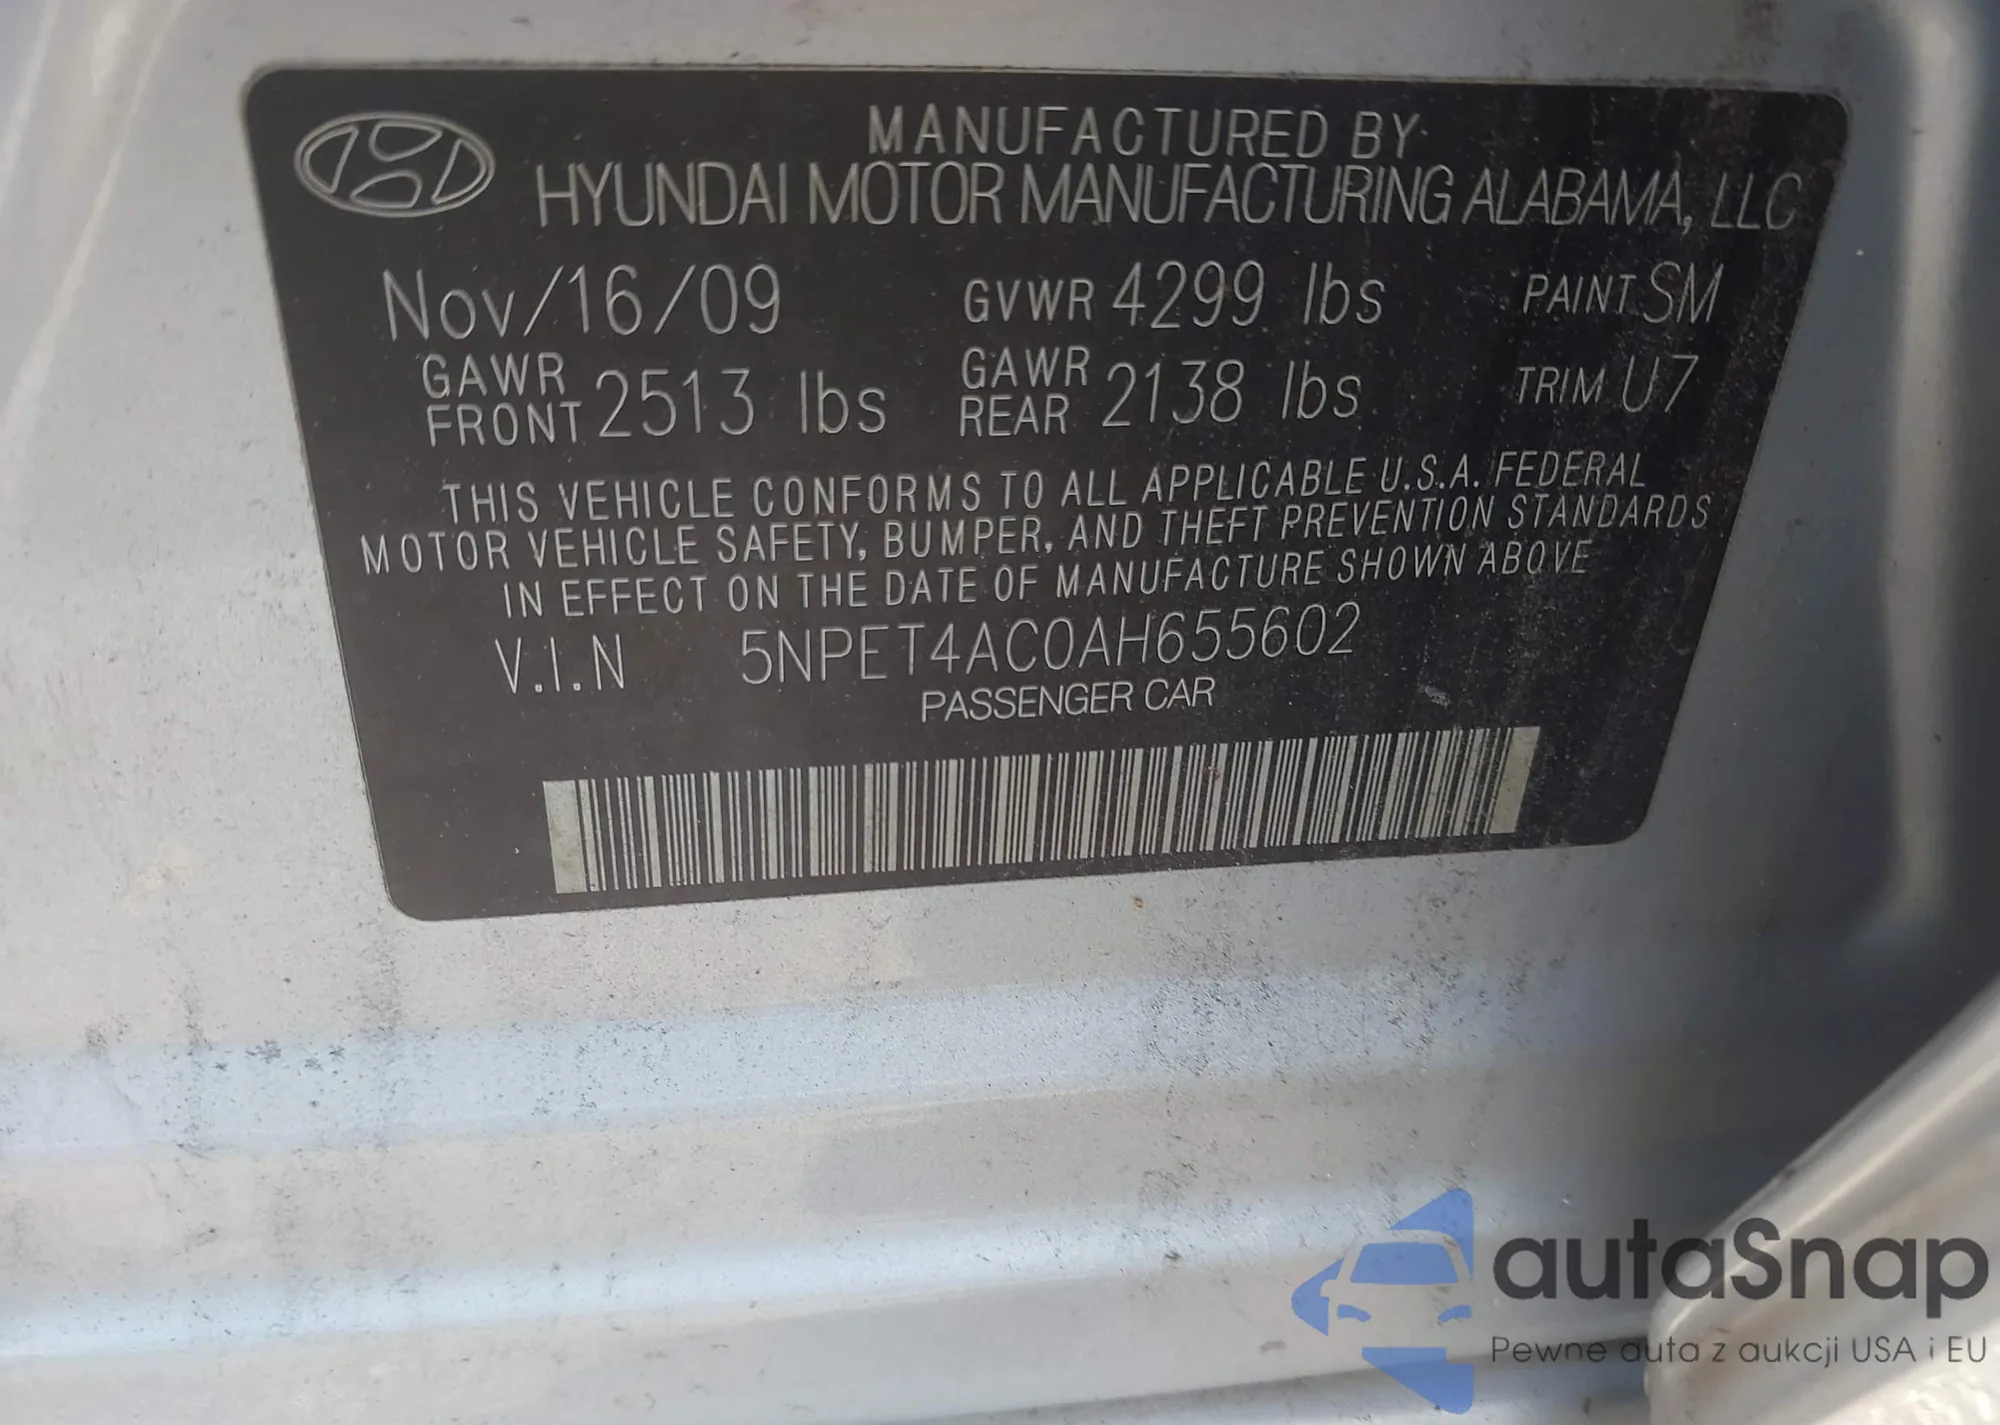 MANUFACTURED BY
HYUNDAI MOTOR MANUFACTURING ALABAMA, LLC
Nov/16/09 GVWR 4299 lbs PAINT SM
GAWR FRONT 2513 lbs GAWR REAR 2138 lbs TRIM U7
THIS VEHICLE CONFORMS TO ALL APPLICABLE U.S.A. FEDERAL
MOTOR VEHICLE SAFETY, BUMPER, AND THEFT PREVENTION STANDARDS
IN EFFECT ON THE DATE OF MANUFACTURE SHOWN ABOVE
V.I.N 5NPET4AC0AH655602
PASSENGER CAR
autaSnap
Pewne auta z aukcji USA i EU